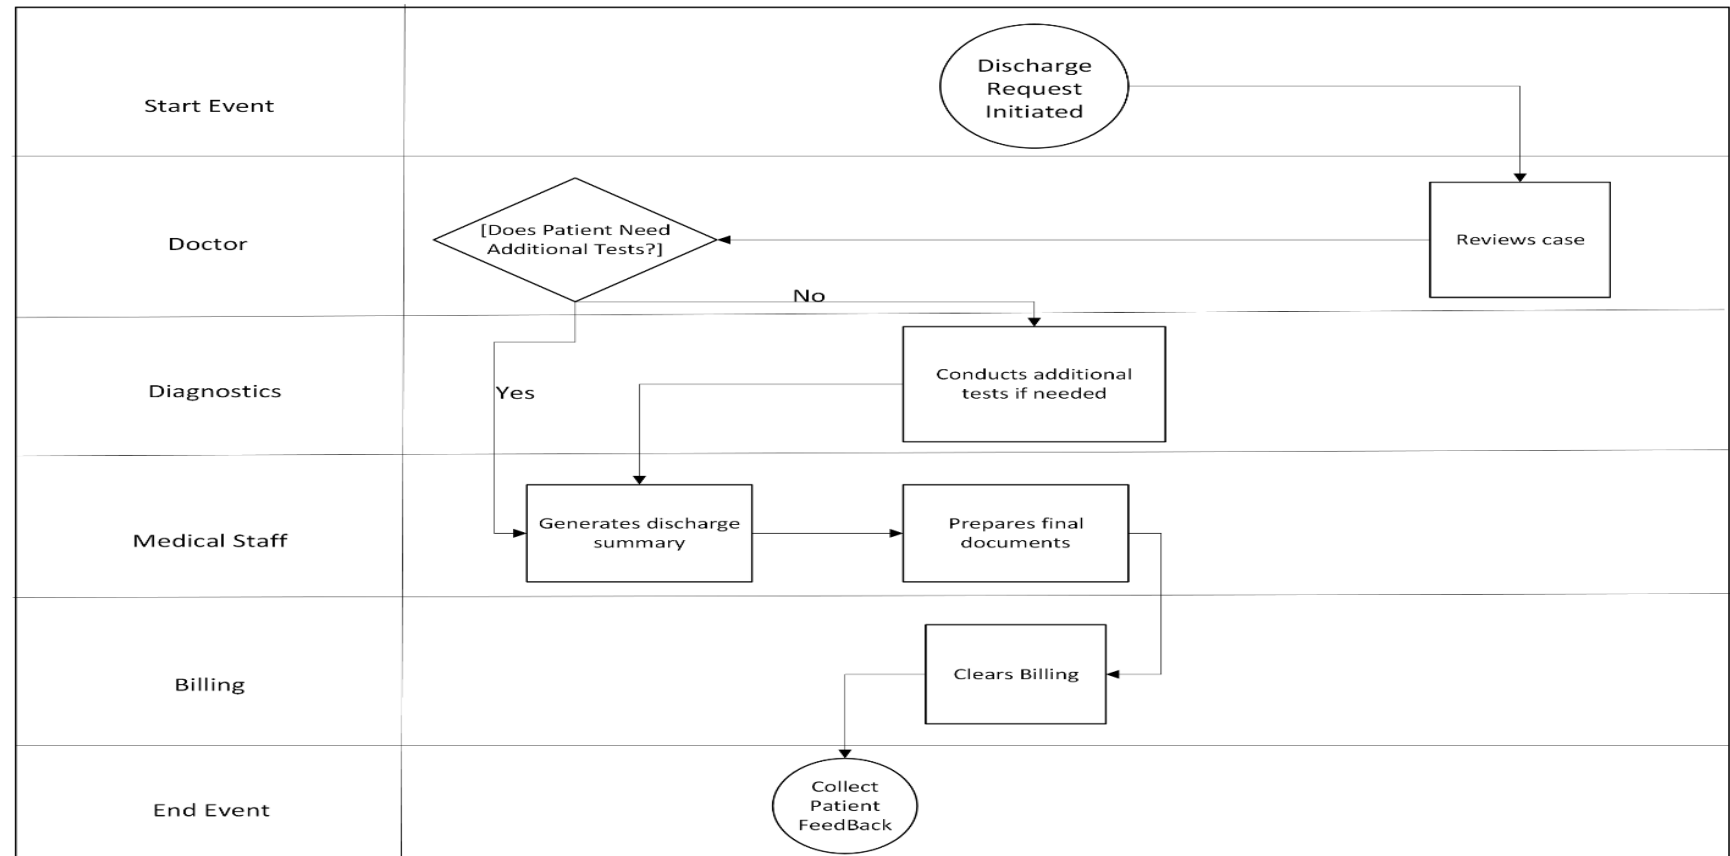 Start Event
Discharge
Request
Initiated
Doctor
[Does Patient Need
Additional Tests?]
Reviews case
No
Diagnostics
Yes
Conducts additional
tests if needed
Medical Staff
Generates discharge
summary
Prepares final
documents
Billing
Clears Billing
End Event
Collect
Patient
FeedBack